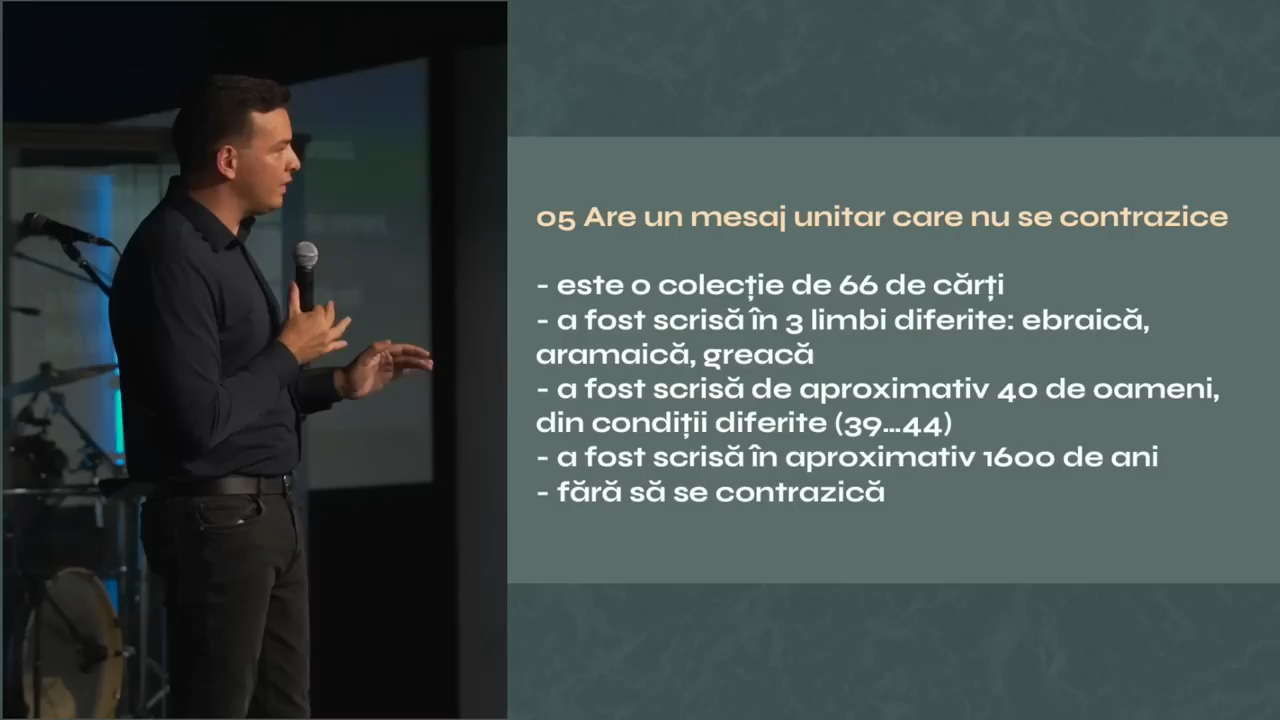 05 Are un mesaj unitar care nu se contrazice
- este o colecție de 66 de cărți
- a fost scrisă în 3 limbi diferite: ebraică,
aramaică, greacă
- a fost scrisă de aproximativ 40 de oameni,
din condiții diferite (39...44)
- a fost scrisă în aproximativ 1600 de ani
- fără să se contrazică